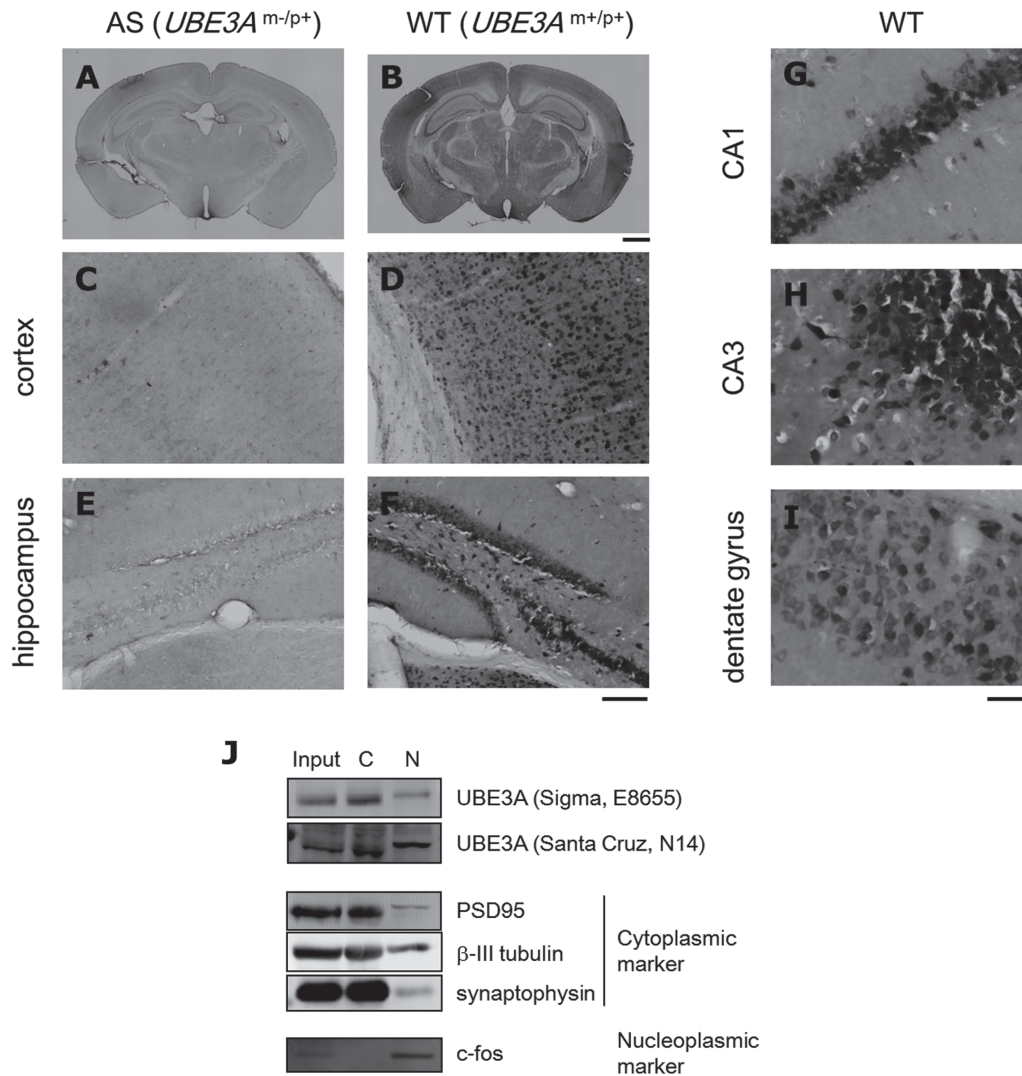 AS (UBE3A m-/p+)
WT (UBE3A m+/p+)
WT
A
B
G
CA1
cortex
C
D
H
CA3
hippocampus
E
F
I
dentate gyrus
J
Input C N
UBE3A (Sigma, E8655)
UBE3A (Santa Cruz, N14)
PSD95
β-III tubulin
synaptophysin
Cytoplasmic
marker
c-fos
Nucleoplasmic
marker